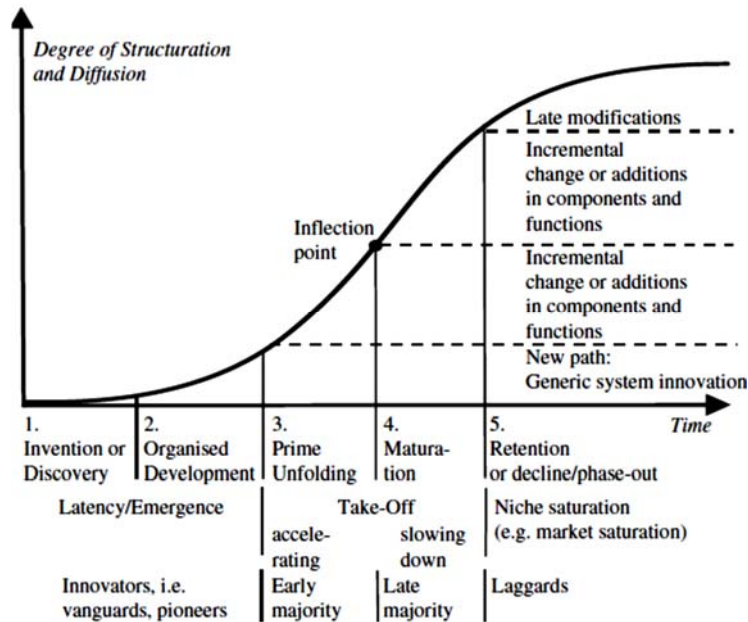 Degree of Structuration
and Diffusion
Late modifications
Incremental
change or additions
in components and
functions
Inflection
point
Incremental
change or additions
in components and
functions
New path:
Generic system innovation
Time
1.
Invention or
Discovery
2.
Organised
Development
3.
Prime
Unfolding
4.
Matura-
tion
5.
Retention
or decline/phase-out
Latency/Emergence
Take-Off
accele-
rating
slowing
down
Niche saturation
(e.g. market saturation)
Innovators, i.e.
vanguards, pioneers
Early
majority
Late
majority
Laggards